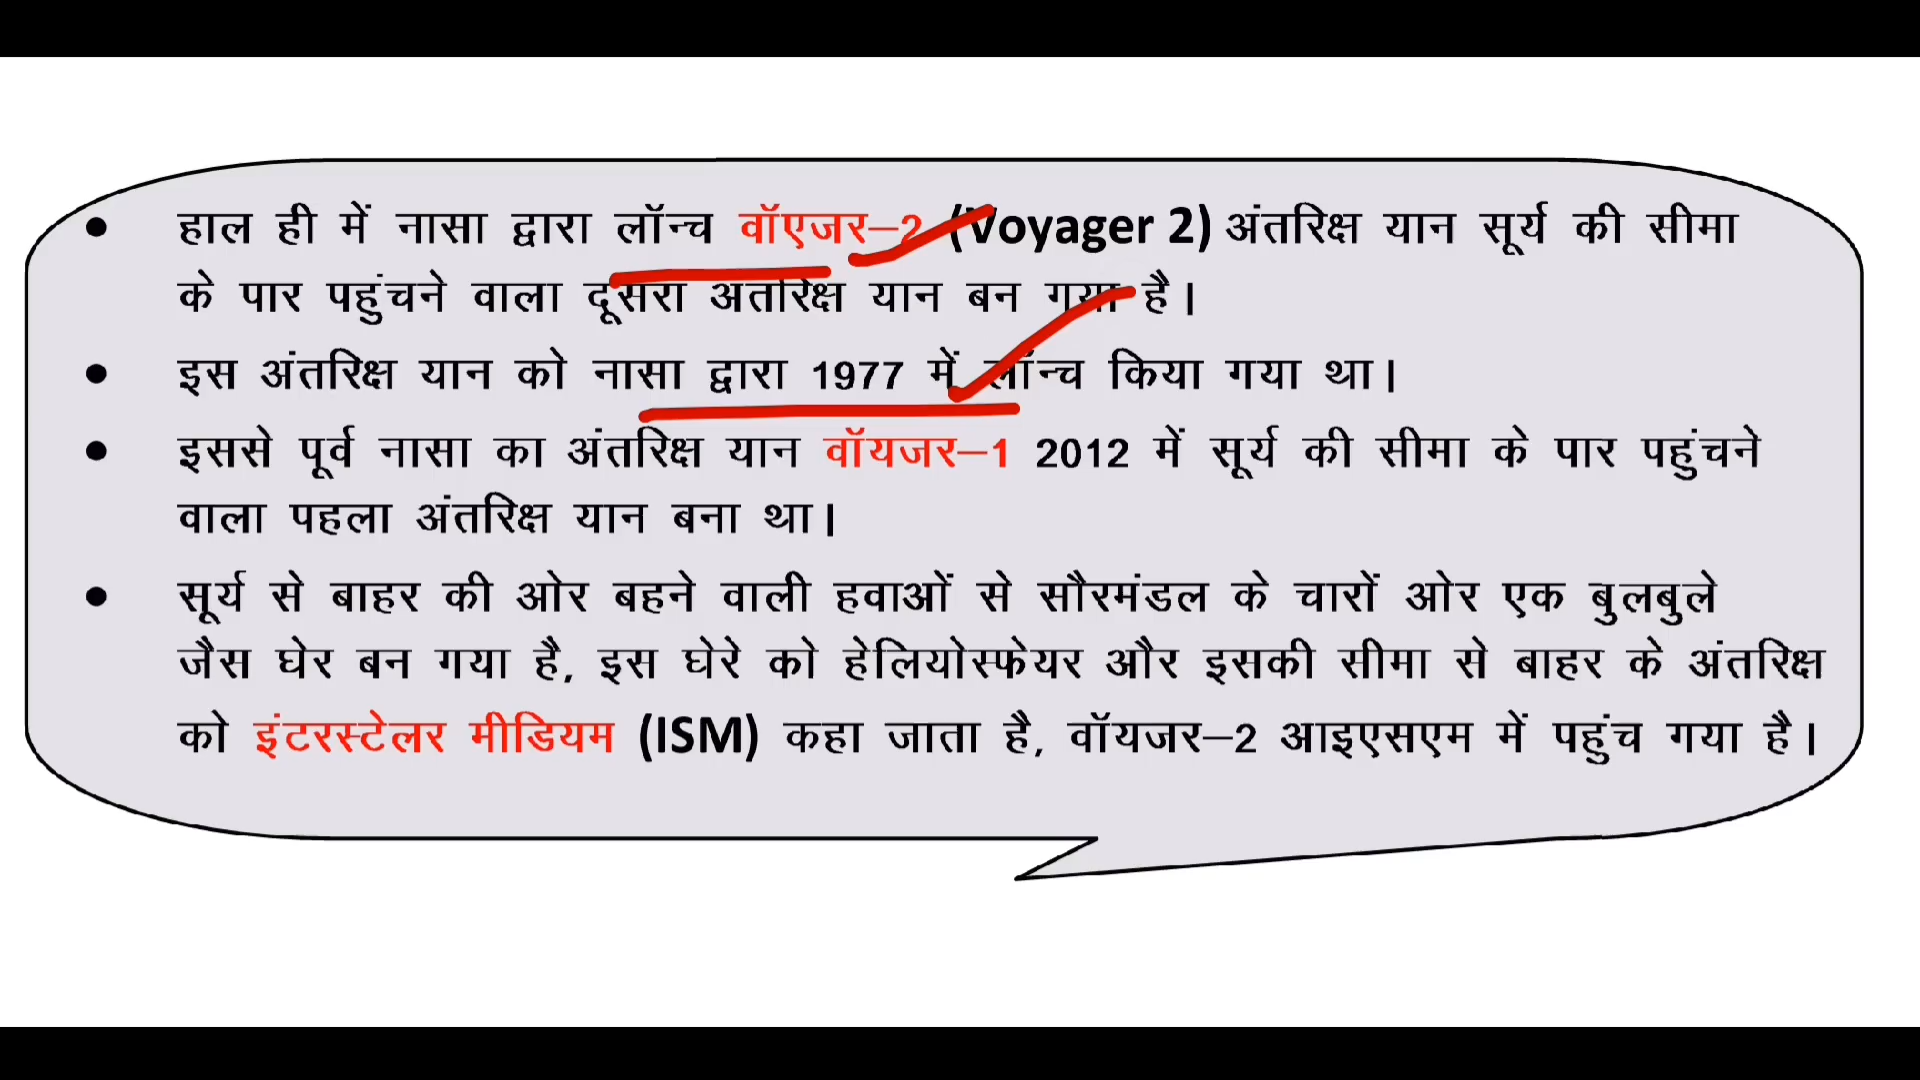 • हाल ही में नासा द्वारा लॉन्च वॉएजर–2 (Voyager 2) अंतरिक्ष यान सूर्य की सीमा
के पार पहुंचने वाला दूसरा अंतरिक्ष यान बन गया है।
• इस अंतरिक्ष यान को नासा द्वारा 1977 में लॉन्च किया गया था।
• इससे पूर्व नासा का अंतरिक्ष यान वॉयजर–1 2012 में सूर्य की सीमा के पार पहुंचने
वाला पहला अंतरिक्ष यान बना था।
• सूर्य से बाहर की ओर बहने वाली हवाओं से सौरमंडल के चारों ओर एक बुलबुले
जैस घेर बन गया है, इस घेरे को हेलियोस्फेयर और इसकी सीमा से बाहर के अंतरिक्ष
को इंटरस्टेलर मीडियम (ISM) कहा जाता है, वॉयजर–2 आइएसएम में पहुंच गया है।